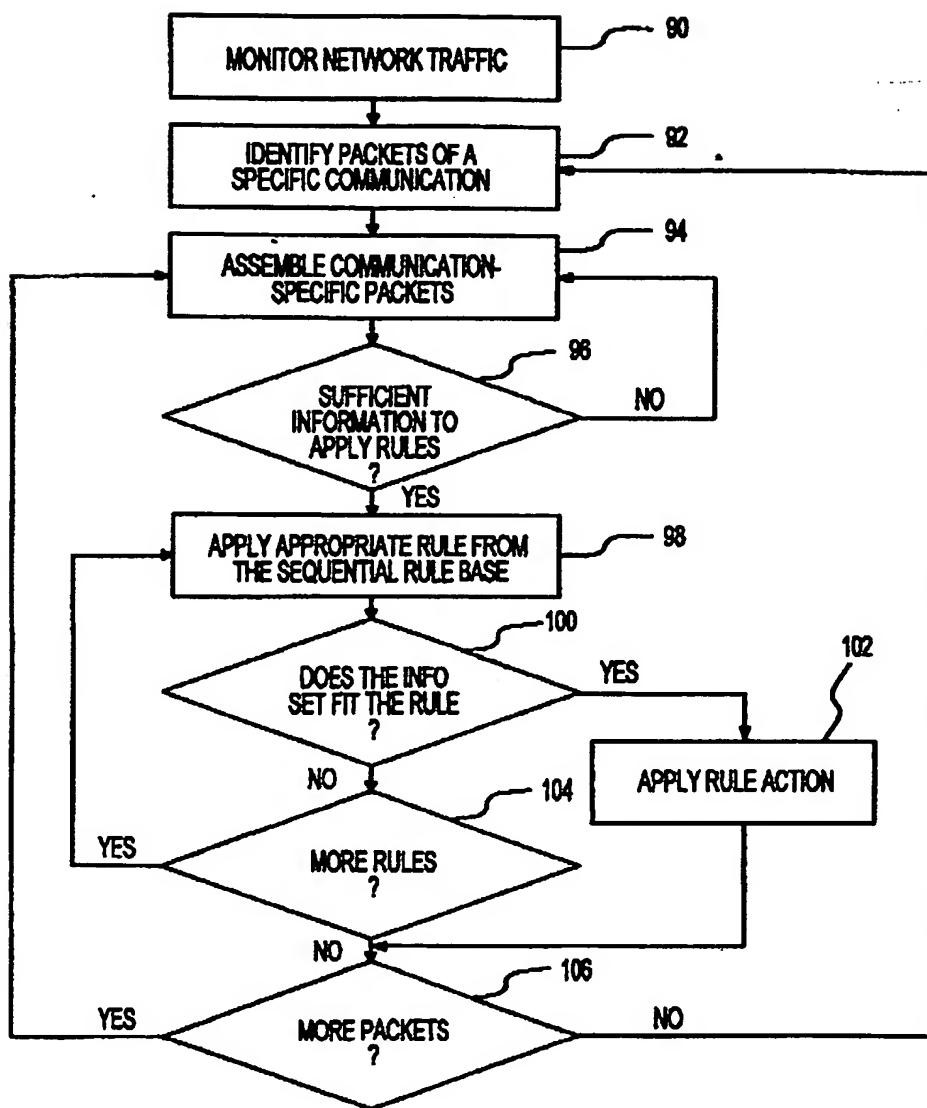 90
MONITOR NETWORK TRAFFIC
92
IDENTIFY PACKETS OF A
SPECIFIC COMMUNICATION
94
ASSEMBLE COMMUNICATION-
SPECIFIC PACKETS
96
SUFFICIENT
INFORMATION TO
APPLY RULES
?
NO
YES
98
APPLY APPROPRIATE RULE FROM
THE SEQUENTIAL RULE BASE
100
102
DOES THE INFO
SET FIT THE RULE
?
YES
NO
APPLY RULE ACTION
104
YES
MORE RULES
?
NO
106
YES
MORE PACKETS
?
NO